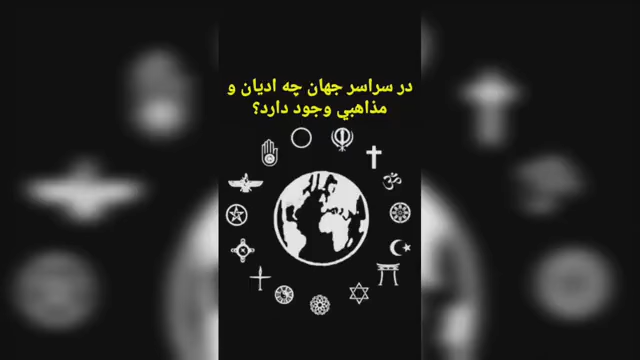 در سراسر جهان چه ادیان و
مذاهبي وجود دارد؟